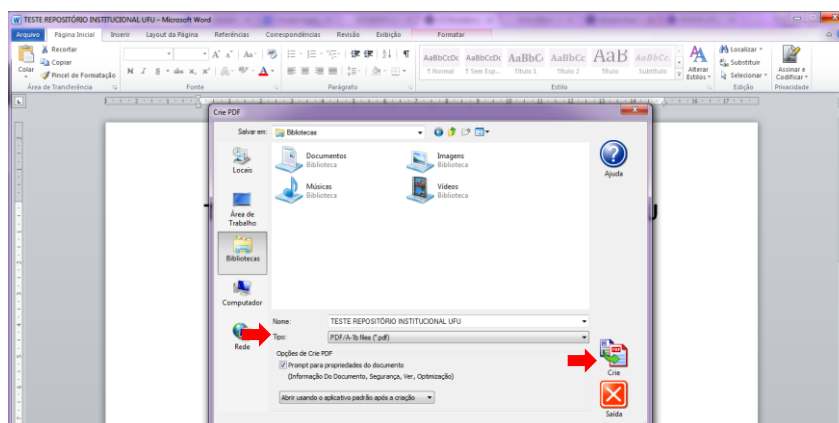 TESTE REPOSITÓRIO INSTITUCIONAL UFU - Microsoft Word
Arquivo Página Inicial Inserir Layout da Página Referências Correspondências Revisão Exibição Formatar
Colar
Recortar
Copiar
Pincel de Formatação
Área de Transferência
N I S abc x, x²
Aa
Fonte
Parágrafo
AaBbCcDc AaBbCcDc AaBbC AaBbCc AaB AaBbCc.
¶ Normal ¶ Sem Esp... Título 1 Título 2 Título Subtítulo
Alterar Estilos
Estilo
Localizar
Substituir
Selecionar
Edição
Assinar e Codificar
Privacidade
Crie PDF
Salvar em: Bibliotecas
Locais
Área de Trabalho
Bibliotecas
Computador
Rede
Documentos
Biblioteca
Imagens
Biblioteca
Músicas
Biblioteca
Vídeos
Biblioteca
Ajuda
Nome: TESTE REPOSITÓRIO INSTITUCIONAL UFU
Tipo: PDF/A-1b files (*.pdf)
Opções de Crie PDF
Prompt para propriedades do documento
(Informação Do Documento, Segurança, Ver, Optimização)
Abrir usando o aplicativo padrão após a criação
Crie
Saída